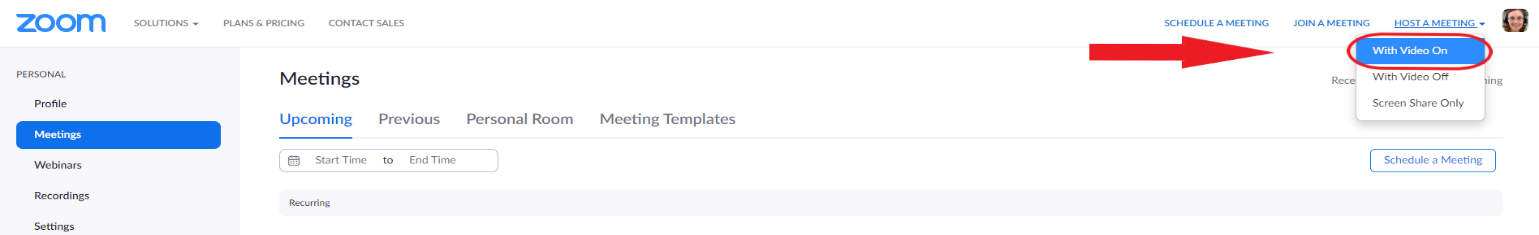 zoom SOLUTIONS PLANS & PRICING CONTACT SALES SCHEDULE A MEETING JOIN A MEETING HOST A MEETING
With Video On
With Video Off
Screen Share Only
PERSONAL
Profile
Meetings
Webinars
Recordings
Settings
Meetings
Upcoming Previous Personal Room Meeting Templates
Start Time to End Time
Schedule a Meeting
Recurring